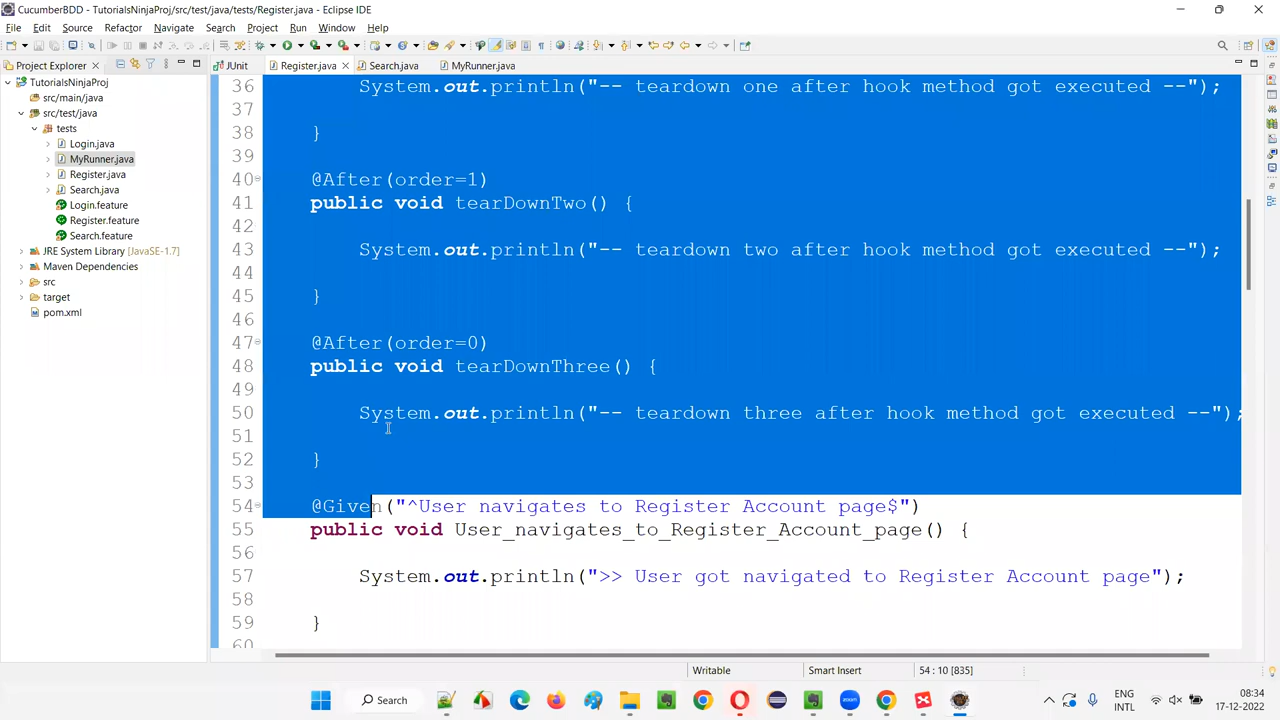 CucumberBDD - TutorialsNinjaProj/src/test/java/tests/Register.java - Eclipse IDE
File Edit Source Refactor Navigate Search Project Run Window Help
Project Explorer
JUnit
Register.java
Search.java
MyRunner.java
TutorialsNinjaProj
src/main/java
src/test/java
tests
Login.java
MyRunner.java
Register.java
Search.java
Login.feature
Register.feature
Search.feature
JRE System Library [JavaSE-1.7]
Maven Dependencies
src
target
pom.xml
36 System.out.println("-- teardown one after hook method got executed --");
37
38 }
39
40 @After(order=1)
41 public void tearDownTwo() {
42
43 System.out.println("-- teardown two after hook method got executed --");
44
45 }
46
47 @After(order=0)
48 public void tearDownThree() {
49
50 System.out.println("-- teardown three after hook method got executed --");
51
52 }
53
54 @Given("^User navigates to Register Account page$")
55 public void User_navigates_to_Register_Account_page() {
56
57 System.out.println(">> User got navigated to Register Account page");
58
59 }
60
Writable Smart Insert 54 : 10 [835]
Search
ENG
INTL
08:34
17-12-2022